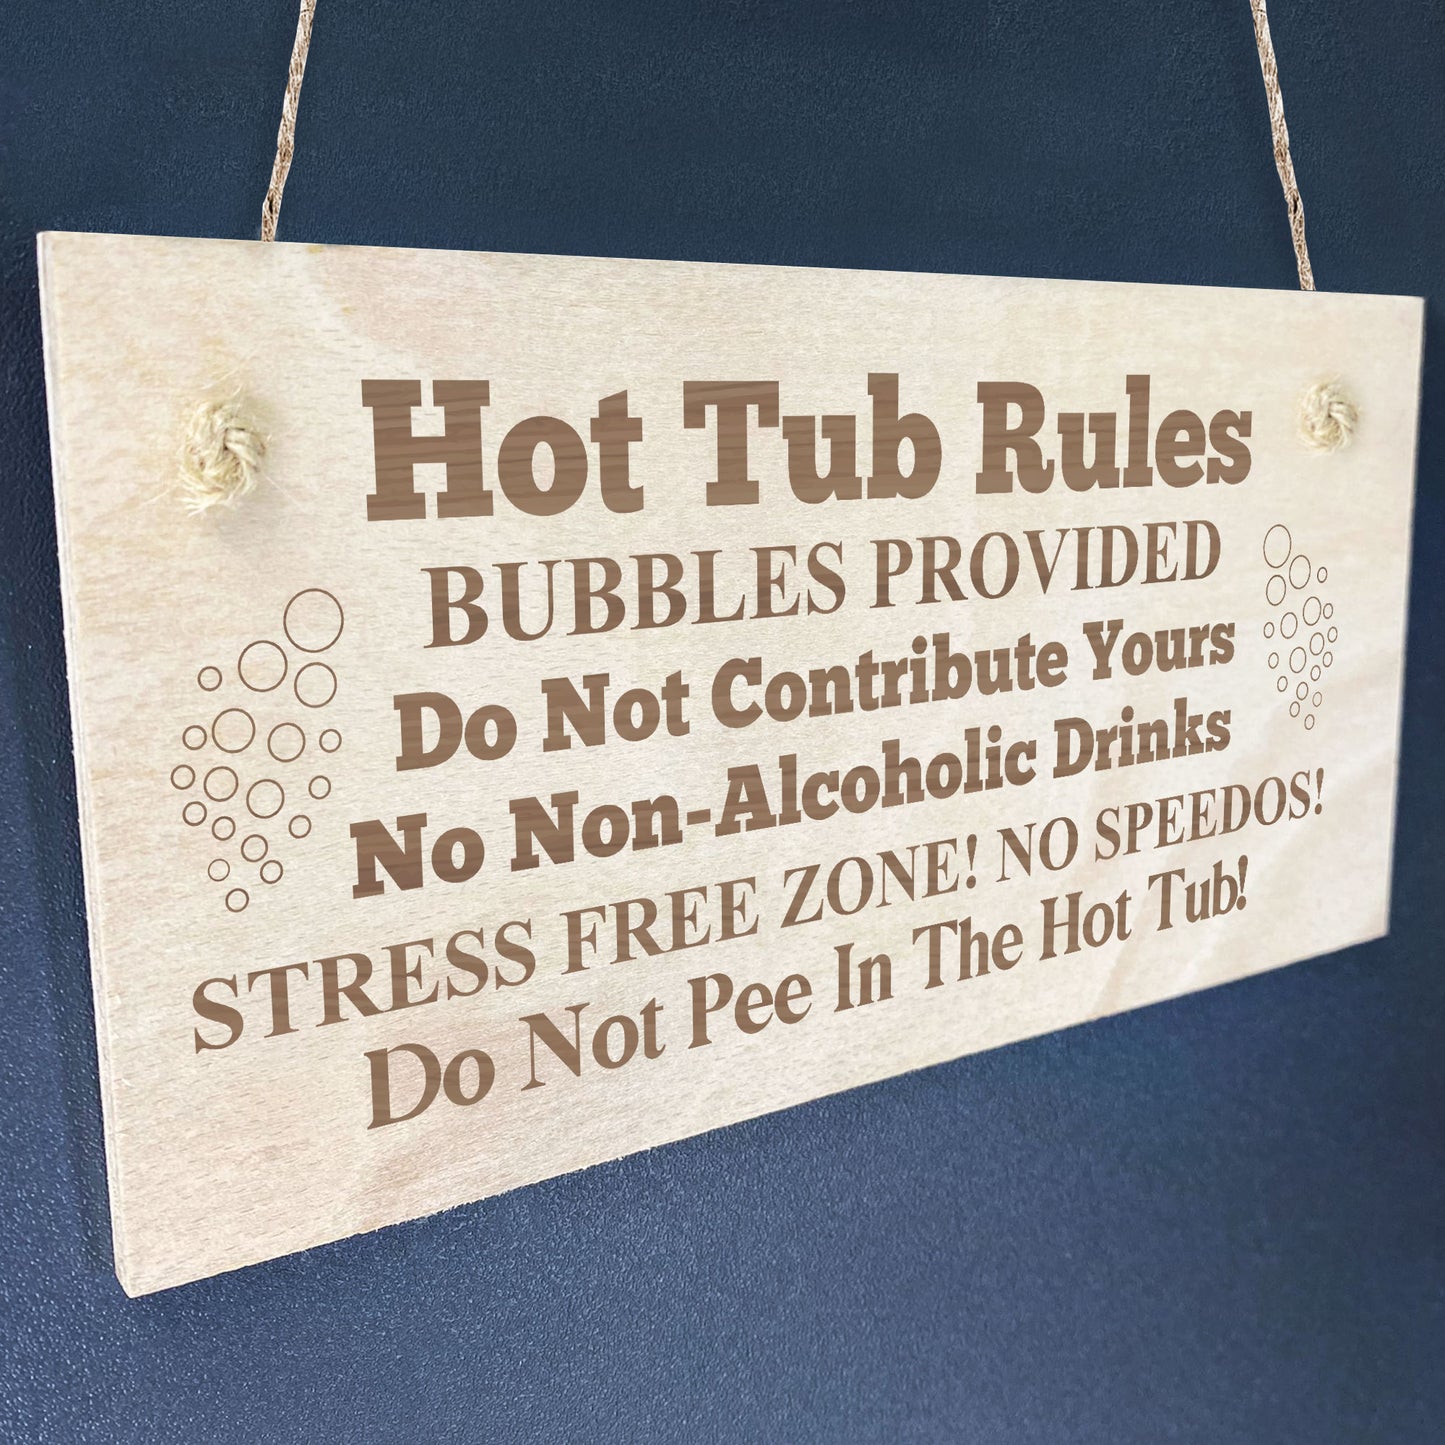 Hot Tub Rules
BUBBLES PROVIDED
Do Not Contribute Yours
No Non-Alcoholic Drinks
STRESS FREE ZONE! NO SPEEDOS!
Do Not Pee In The Hot Tub!